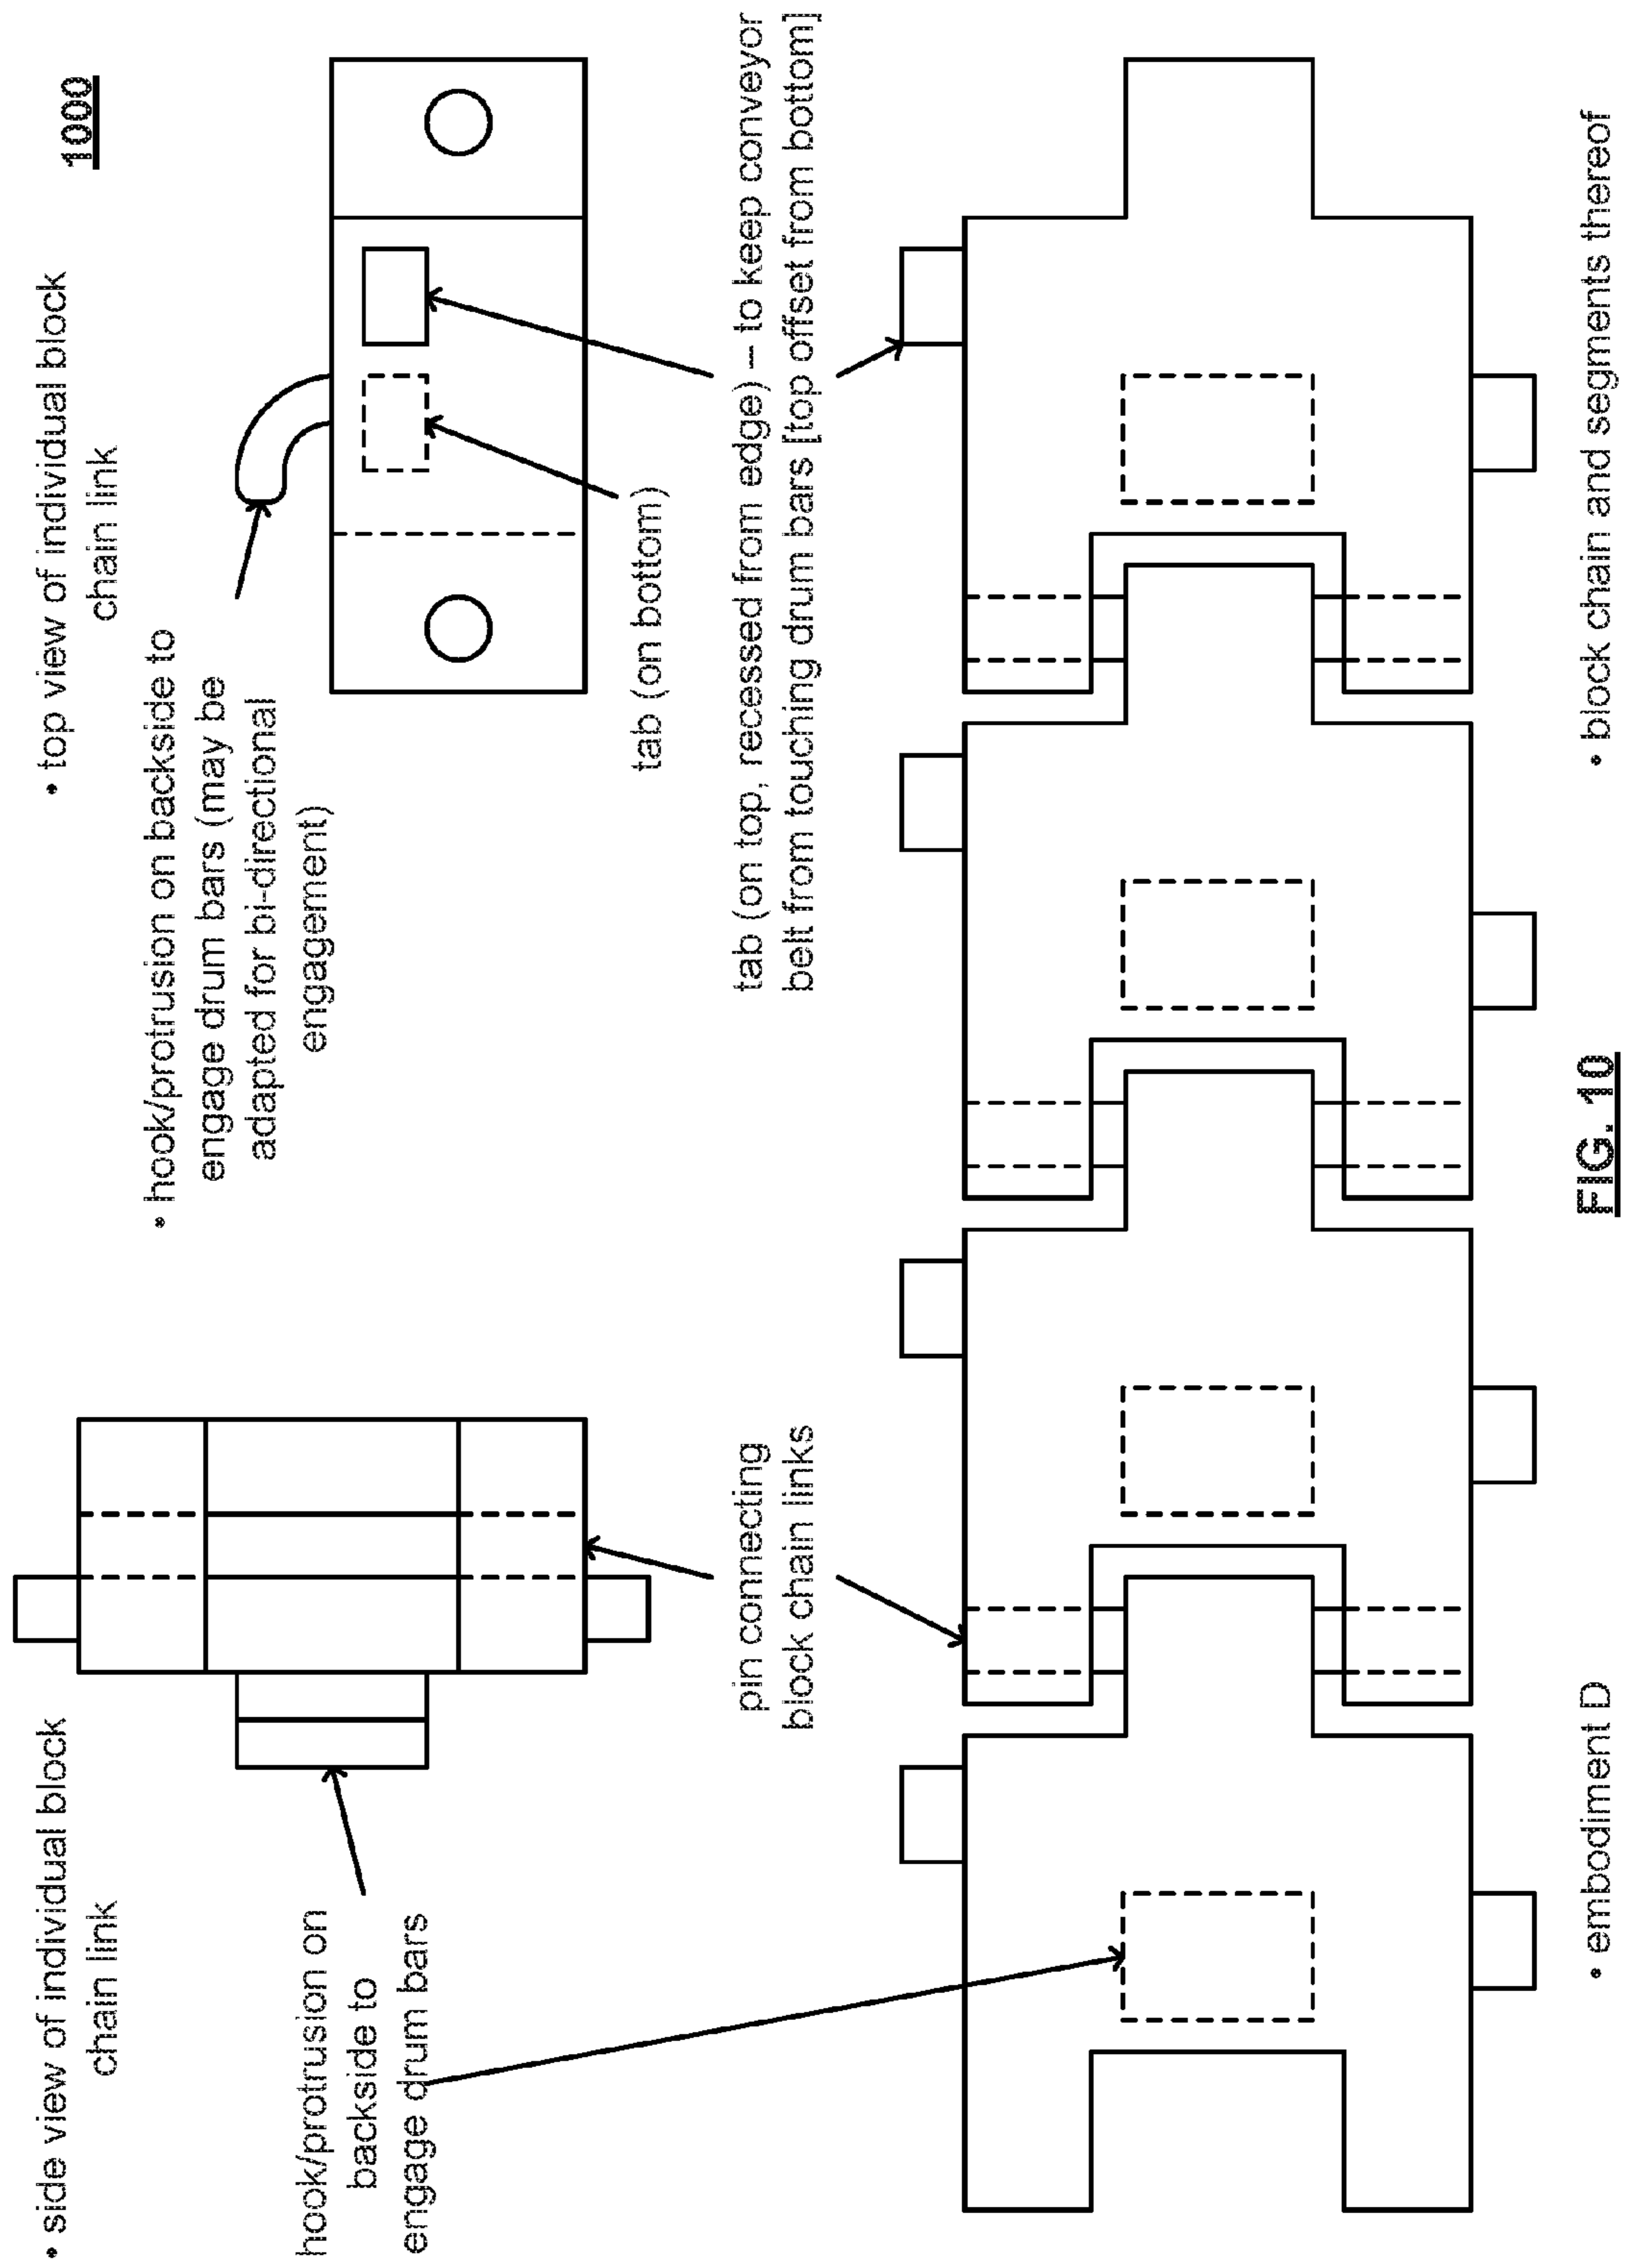 • side view of individual block
chain link
• top view of individual block
chain link
1000
• hook/protrusion on backside to
engage drum bars (may be
adapted for bi-directional
engagement)
hook/protrusion on
backside to
engage drum bars
tab (on bottom)
pin connecting
block chain links
tab (on top, recessed from edge) – to keep conveyor
belt from touching drum bars [top offset from bottom]
• embodiment D
• block chain and segments thereof
FIG. 10